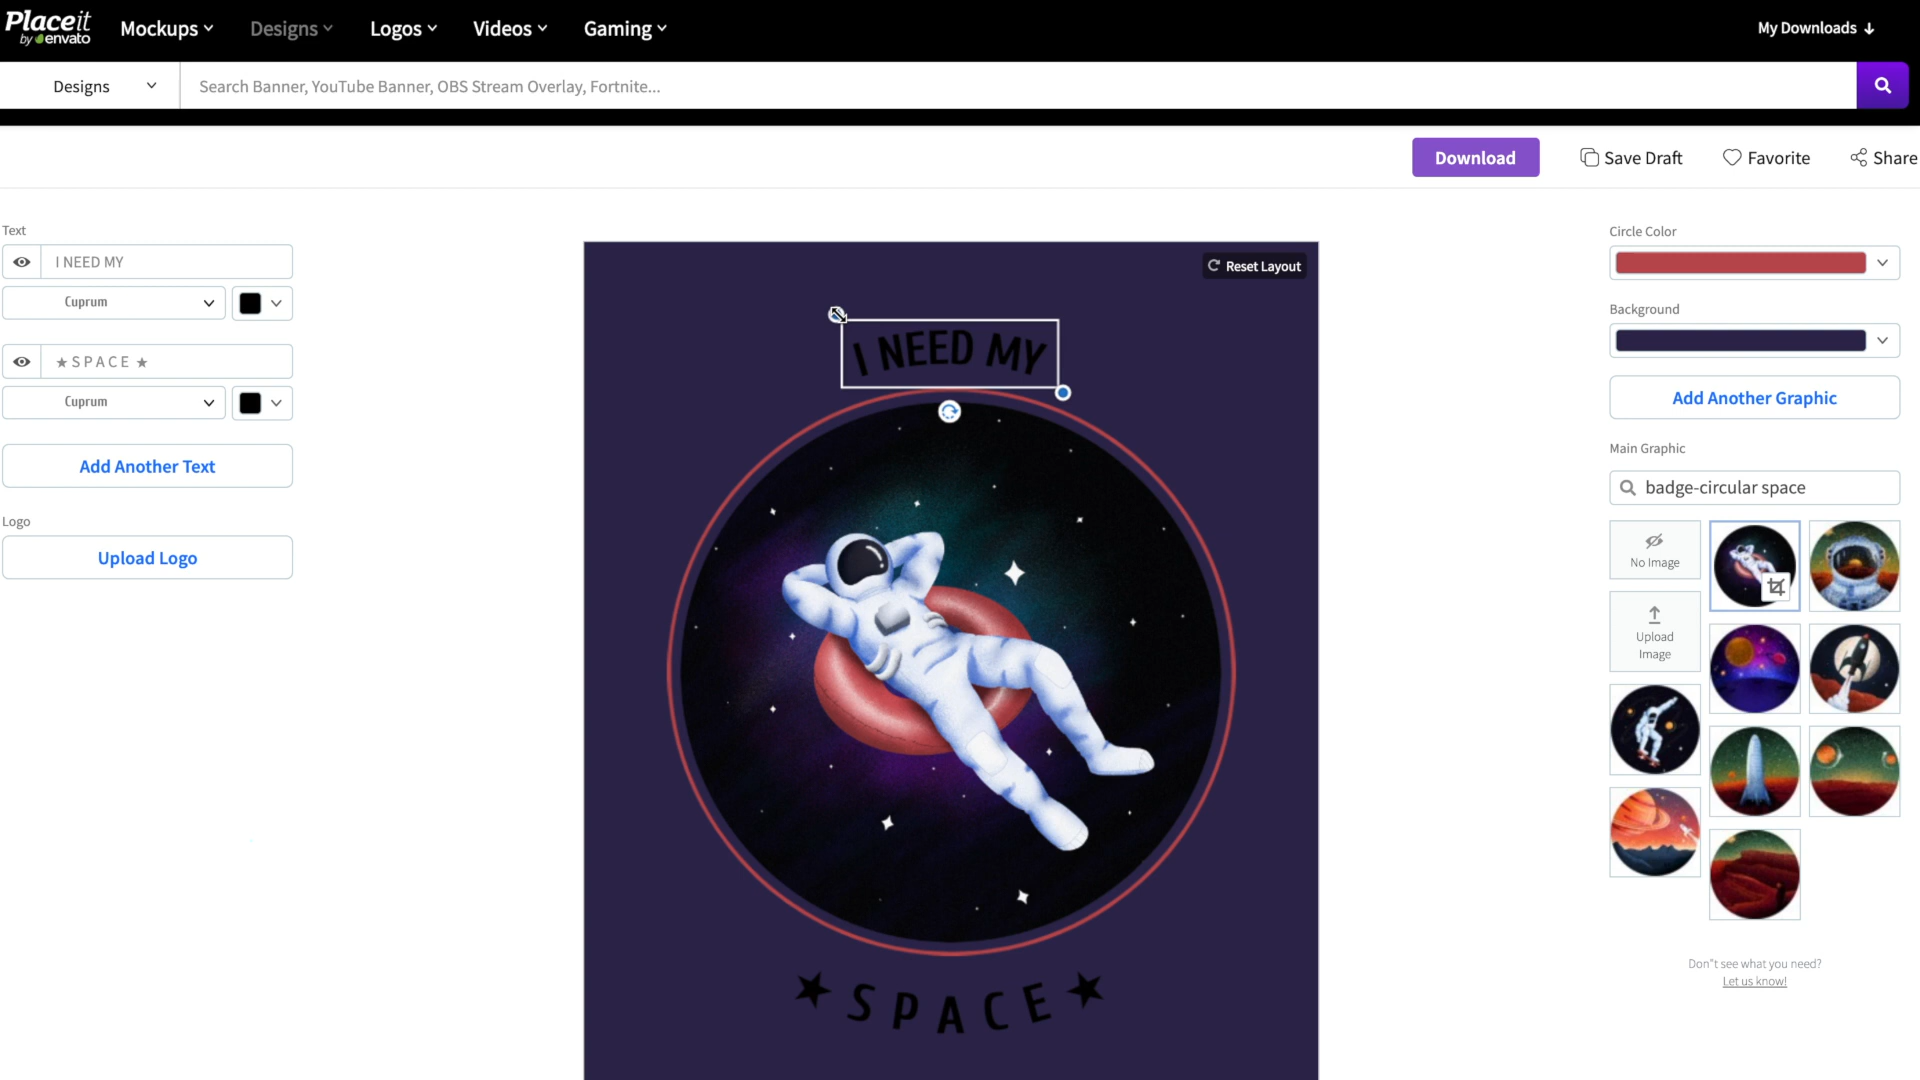 Placeit
by envato
Mockups
Designs
Logos
Videos
Gaming
My Downloads
Designs
Search Banner, YouTube Banner, OBS Stream Overlay, Fortnite...
Download
Save Draft
Favorite
Share
Text
I NEED MY
Cuprum
★ S P A C E ★
Cuprum
Add Another Text
Logo
Upload Logo
Reset Layout
I NEED MY
★ SPACE ★
Circle Color
Background
Add Another Graphic
Main Graphic
badge-circular space
No Image
Upload
Image
Don"t see what you need?
Let us know!